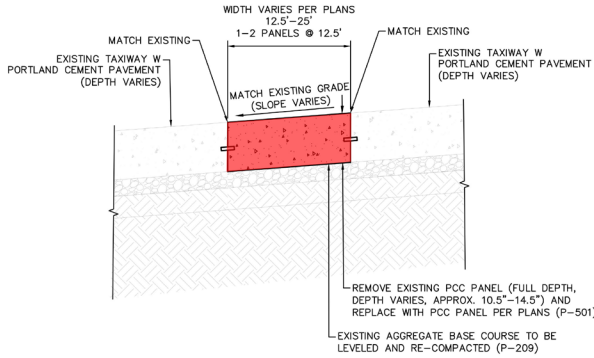 WIDTH VARIES PER PLANS
12.5'-25'
1-2 PANELS @ 12.5'
MATCH EXISTING
MATCH EXISTING
EXISTING TAXIWAY W
PORTLAND CEMENT PAVEMENT
(DEPTH VARIES)
EXISTING TAXIWAY W
PORTLAND CEMENT PAVEMENT
(DEPTH VARIES)
MATCH EXISTING GRADE
(SLOPE VARIES)
REMOVE EXISTING PCC PANEL (FULL DEPTH,
DEPTH VARIES, APPROX. 10.5"-14.5") AND
REPLACE WITH PCC PANEL PER PLANS (P-501)
EXISTING AGGREGATE BASE COURSE TO BE
LEVELED AND RE-COMPACTED (P-209)